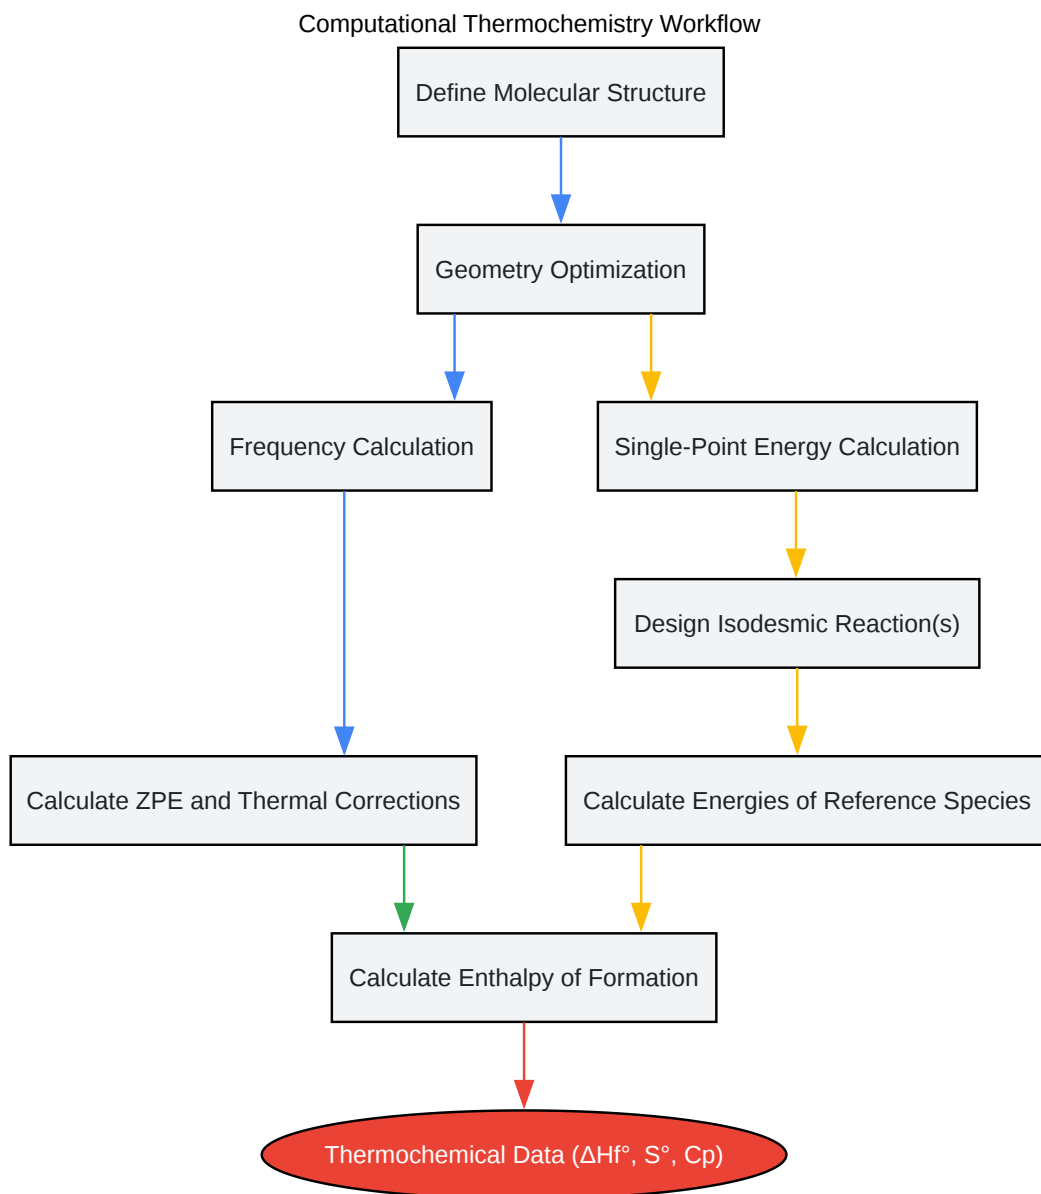 Computational Thermochemistry Workflow
Define Molecular Structure
Geometry Optimization
Frequency Calculation
Single-Point Energy Calculation
Design Isodesmic Reaction(s)
Calculate ZPE and Thermal Corrections
Calculate Energies of Reference Species
Calculate Enthalpy of Formation
Thermochemical Data (ΔHf°, S°, Cp)